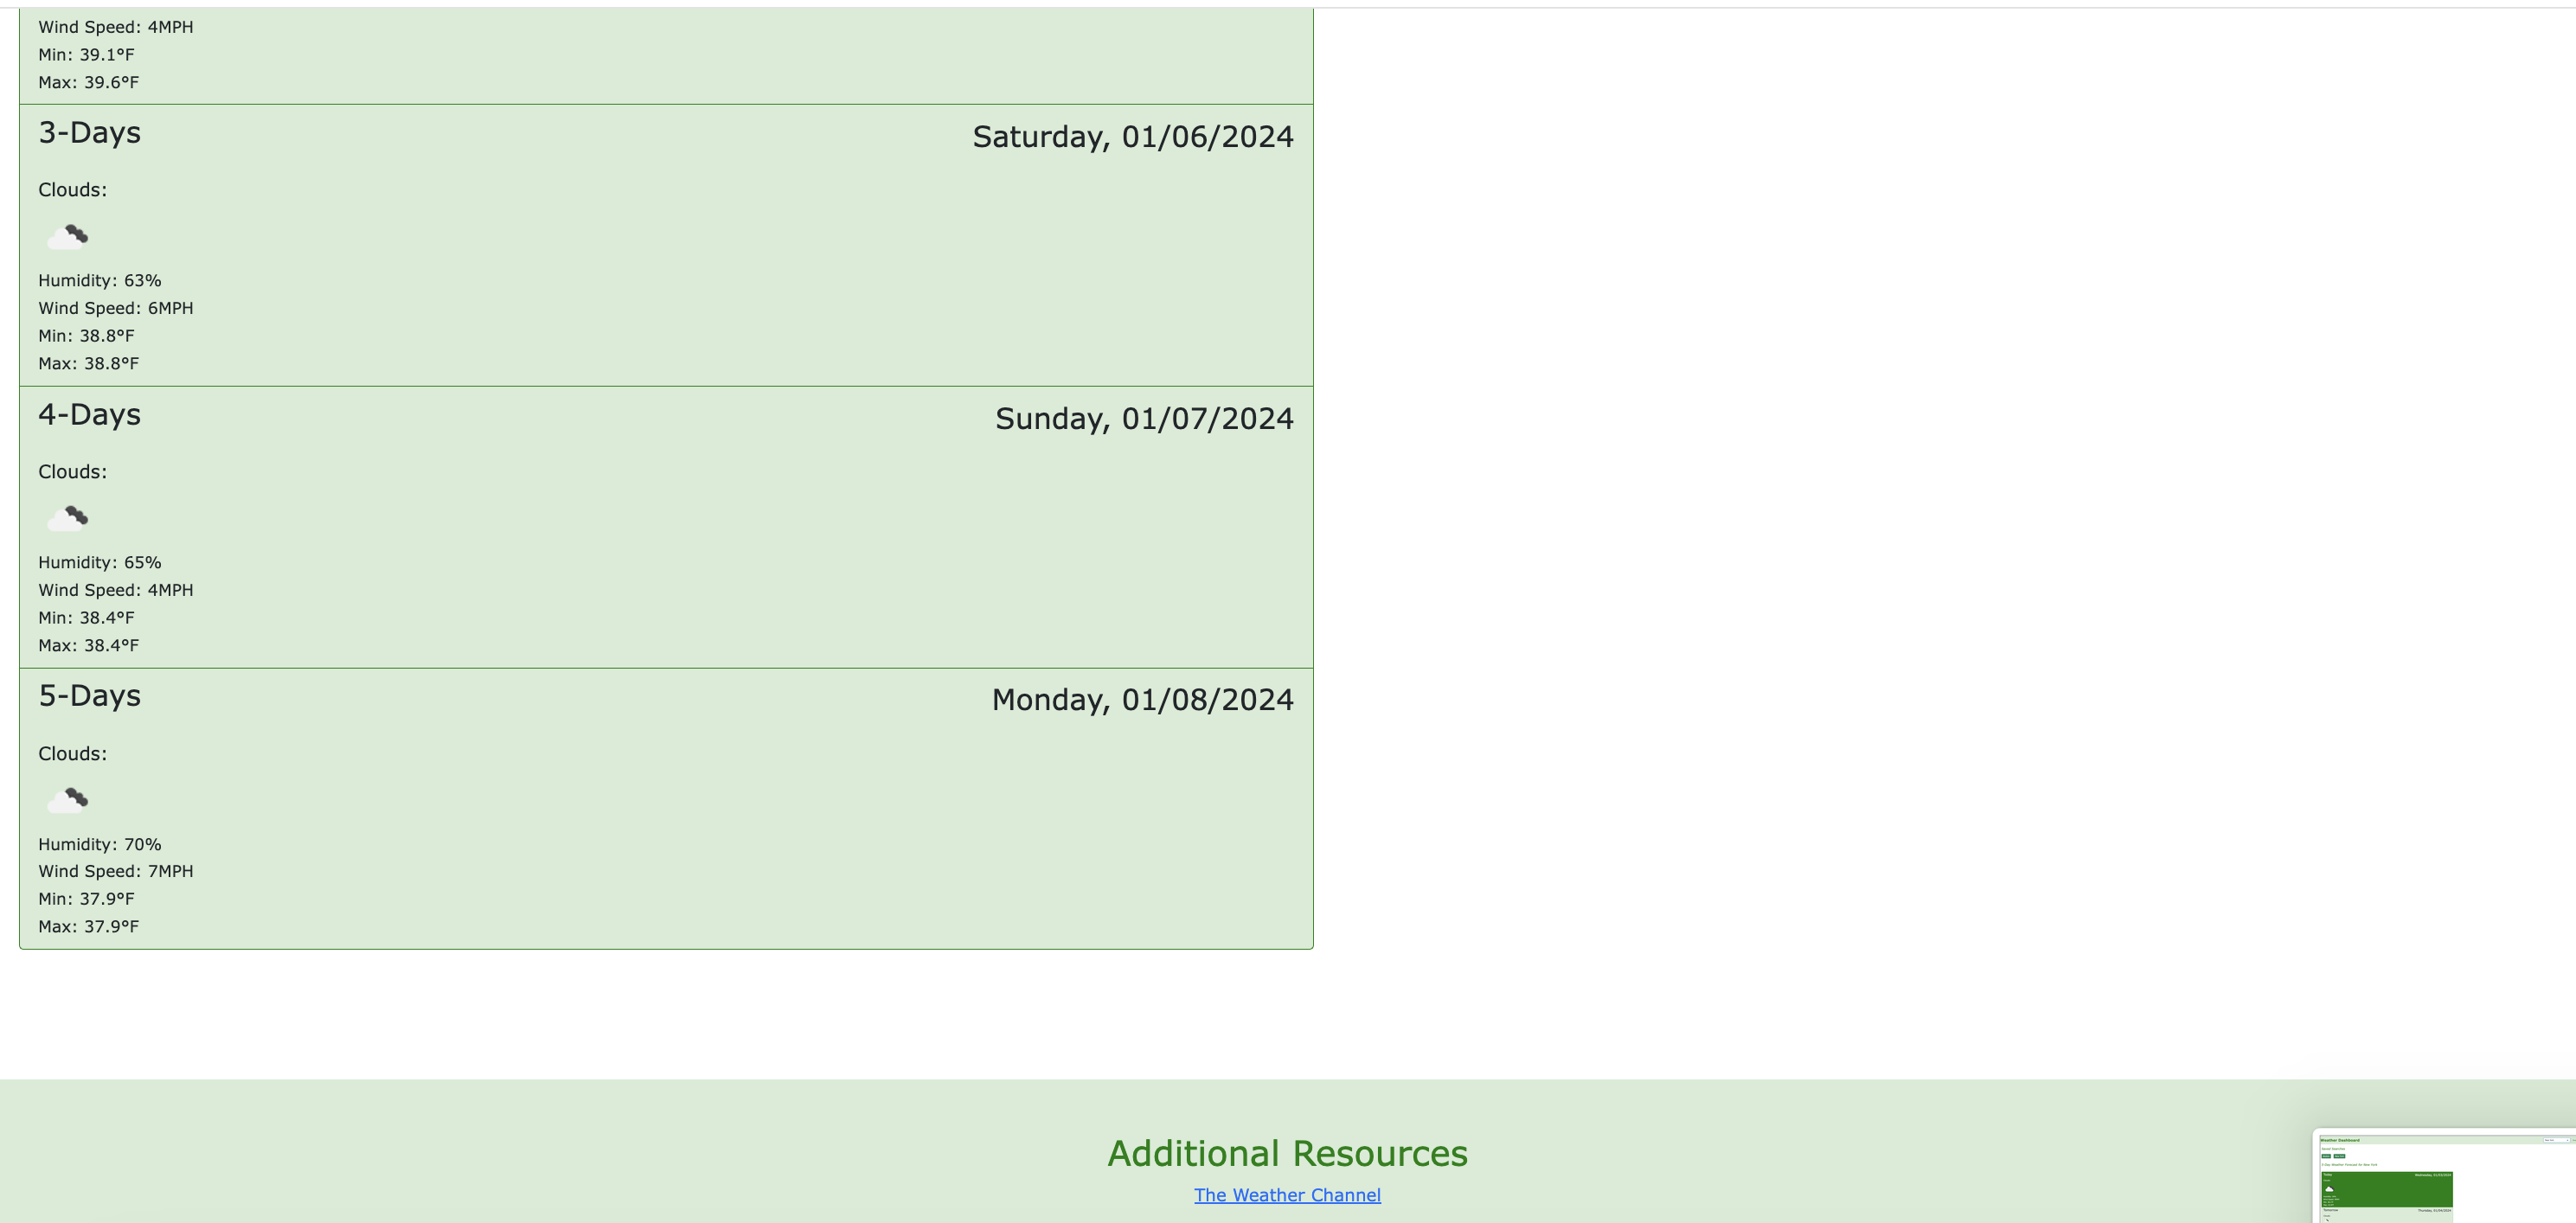 Wind Speed: 4MPH
Min: 39.1°F
Max: 39.6°F
3-Days
Saturday, 01/06/2024
Clouds:
Humidity: 63%
Wind Speed: 6MPH
Min: 38.8°F
Max: 38.8°F
4-Days
Sunday, 01/07/2024
Clouds:
Humidity: 65%
Wind Speed: 4MPH
Min: 38.4°F
Max: 38.4°F
5-Days
Monday, 01/08/2024
Clouds:
Humidity: 70%
Wind Speed: 7MPH
Min: 37.9°F
Max: 37.9°F
Additional Resources
The Weather Channel
Weather Dashboard